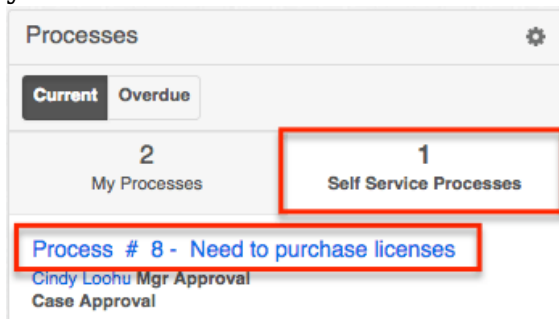 Processes
Current Overdue
2 1
My Processes Self Service Processes
Process # 8 - Need to purchase licenses
Cindy Loohu Mgr Approval
Case Approval